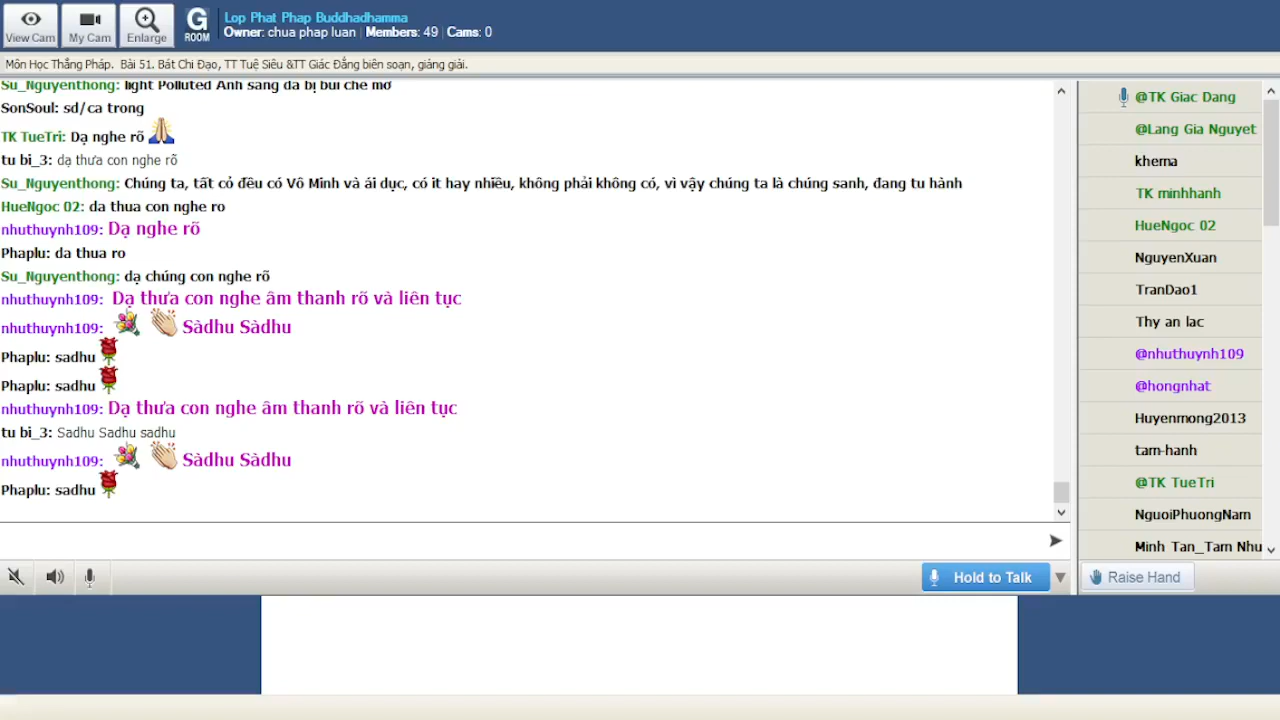 View Cam
My Cam
Enlarge
G
ROOM
Lop Phat Phap Buddhadhamma
Owner: chua phap luan | Members: 49 | Cams: 0
Môn Học Thắng Pháp.  Bài 51. Bát Chi Đạo, TT Tuệ Siêu &TT Giác Đẳng biên soạn, giảng giải.
Su_Nguyenthong: light Polluted Ánh sáng đã bị bụi che mờ
SonSoul: sd/ca trong
TK TueTri: Dạ nghe rõ
tu bi_3: dạ thưa con nghe rõ
Su_Nguyenthong: Chúng ta, tất cỏ đều có Vô Minh và ái dục, có it hay nhiều, không phải không có, vì vậy chúng ta là chúng sanh, đang tu hành
HueNgoc 02: da thua con nghe ro
nhuthuynh109: Dạ nghe rõ
Phaplu: da thua ro
Su_Nguyenthong: dạ chúng con nghe rõ
nhuthuynh109: Dạ thưa con nghe âm thanh rõ và liên tục
nhuthuynh109: Sàdhu Sàdhu
Phaplu: sadhu
Phaplu: sadhu
nhuthuynh109: Dạ thưa con nghe âm thanh rõ và liên tục
tu bi_3: Sadhu Sadhu sadhu
nhuthuynh109: Sàdhu Sàdhu
Phaplu: sadhu
Hold to Talk
@TK Giac Dang
@Lang Gia Nguyet
khema
TK minhhanh
HueNgoc 02
NguyenXuan
TranDao1
Thy an lac
@nhuthuynh109
@hongnhat
Huyenmong2013
tam-hanh
@TK TueTri
NguoiPhuongNam
Minh Tan_Tam Nhu
Raise Hand